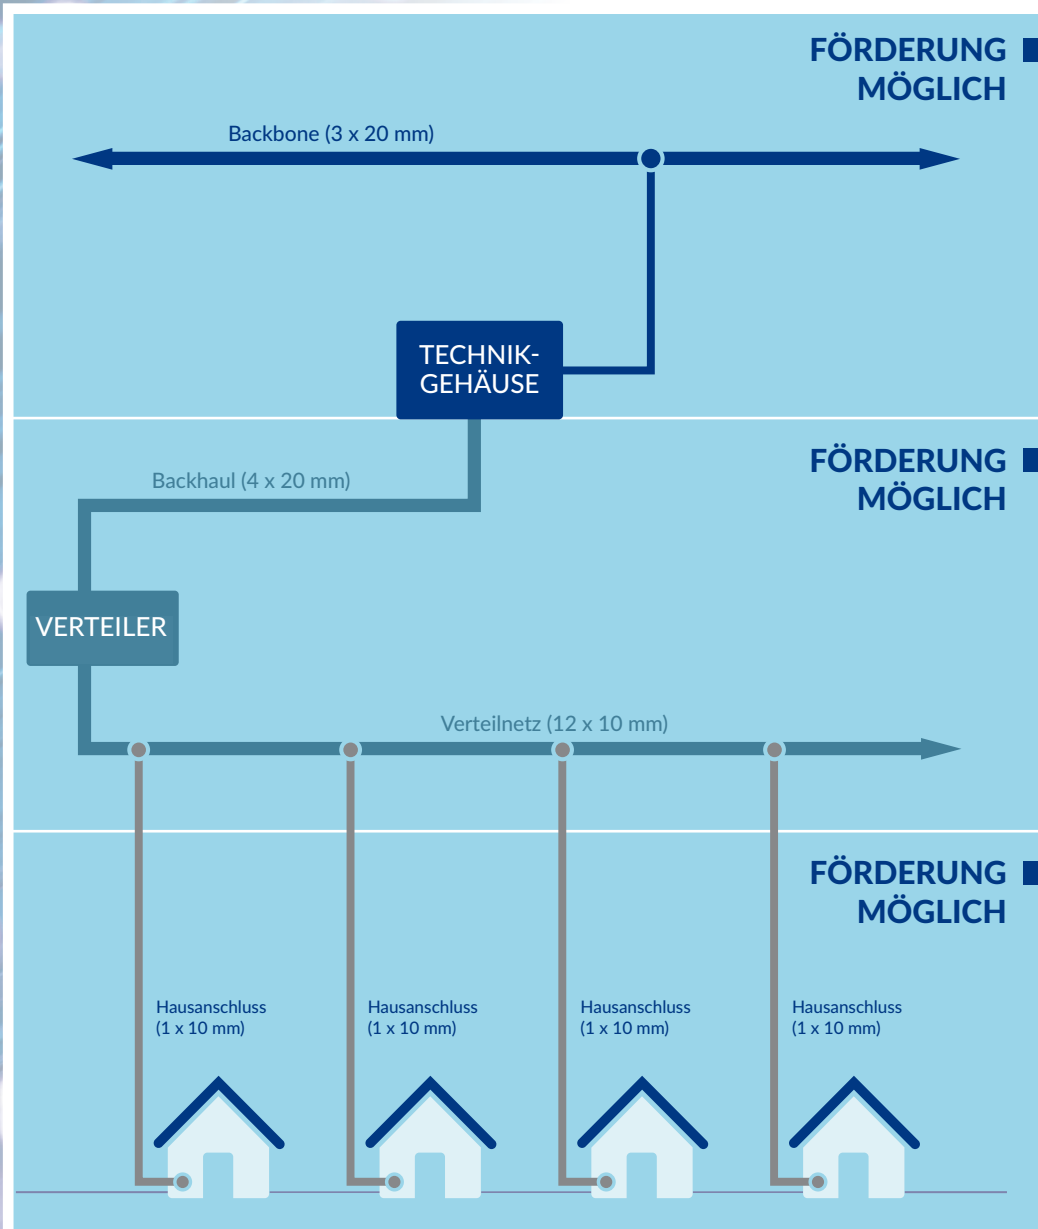 FÖRDERUNG
MÖGLICH
Backbone (3 x 20 mm)
TECHNIK-
GEHÄUSE
FÖRDERUNG
MÖGLICH
Backhaul (4 x 20 mm)
VERTEILER
Verteilnetz (12 x 10 mm)
FÖRDERUNG
MÖGLICH
Hausanschluss
(1 x 10 mm)
Hausanschluss
(1 x 10 mm)
Hausanschluss
(1 x 10 mm)
Hausanschluss
(1 x 10 mm)